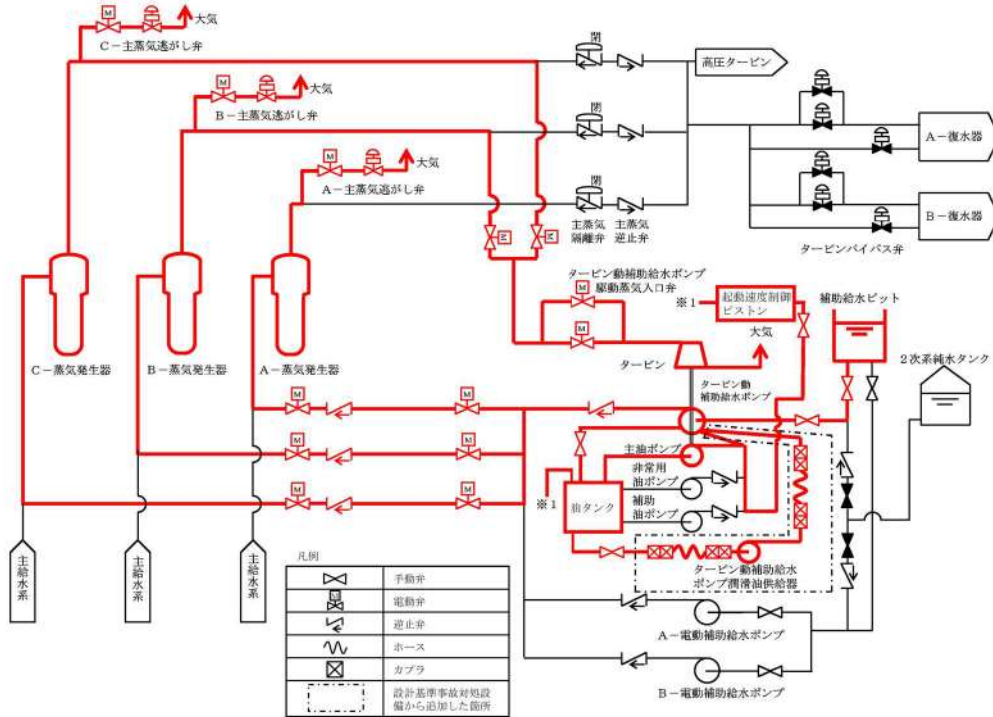 M
大気
C－主蒸気逃がし弁
M
大気
B－主蒸気逃がし弁
M
大気
A－主蒸気逃がし弁
閉
閉
閉
高圧タービン
A－復水器
B－復水器
タービンバイパス弁
主蒸気
隔離弁
主蒸気
逆止弁
M
M
タービン動補助給水ポンプ
駆動蒸気入口弁
M
M
※1
起動速度制御
ピストン
補助給水ピット
大気
2次系純水タンク
タービン
タービン動
補助給水ポンプ
C－蒸気発生器
B－蒸気発生器
A－蒸気発生器
M
M
M
M
M
M
主油ポンプ
非常用
油ポンプ
補助
油ポンプ
※1
油タンク
タービン動補助給水
ポンプ潤滑油供給器
主給水系
主給水系
主給水系
A－電動補助給水ポンプ
B－電動補助給水ポンプ
凡例
手動弁
M
電動弁
逆止弁
ホース
カプラ
設計基準事故対処設
備から追加した箇所